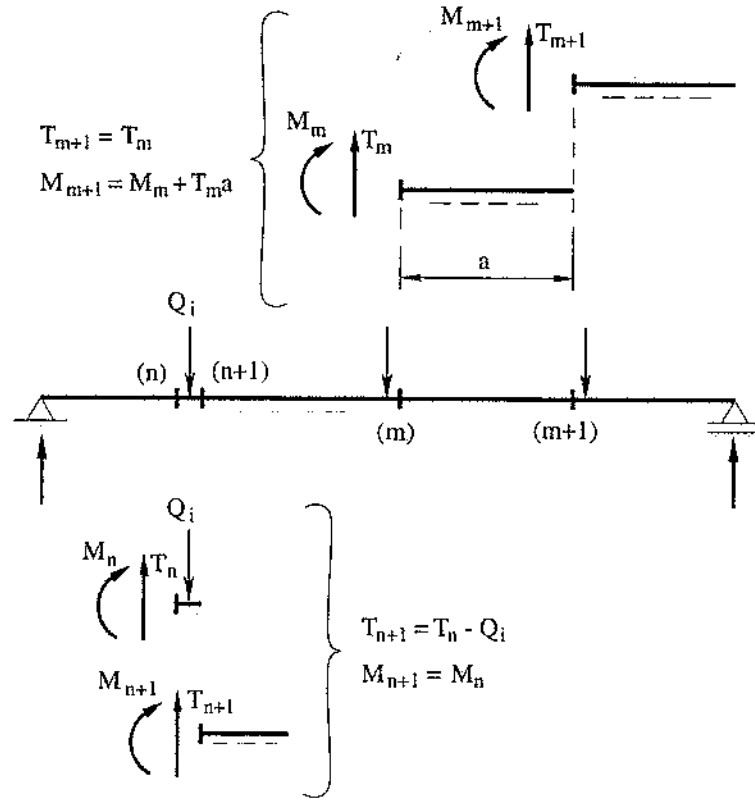 M_{m+1} T_{m+1}
M_m T_m
T_{m+1} = T_m
M_{m+1} = M_m + T_m a
a
Q_i
(n) (n+1)
(m) (m+1)
Q_i
M_n T_n
T_{n+1} = T_n - Q_i
M_{n+1} = M_n
M_{n+1} T_{n+1}